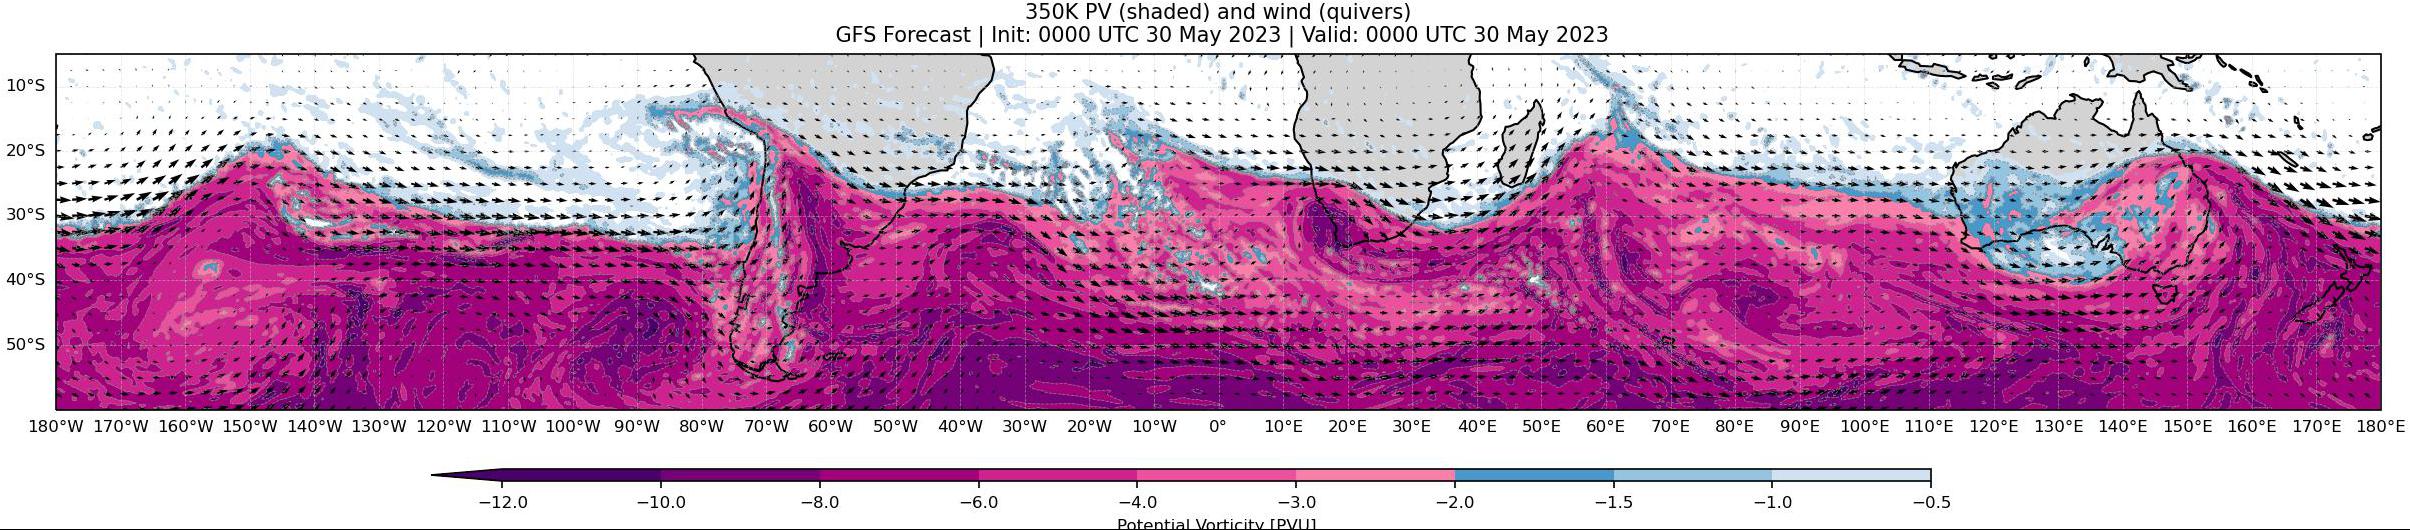 350K PV (shaded) and wind (quivers)
GFS Forecast | Init: 0000 UTC 30 May 2023 | Valid: 0000 UTC 30 May 2023
10°S
20°S
30°S
40°S
50°S
180°W 170°W 160°W 150°W 140°W 130°W 120°W 110°W 100°W 90°W 80°W 70°W 60°W 50°W 40°W 30°W 20°W 10°W 0° 10°E 20°E 30°E 40°E 50°E 60°E 70°E 80°E 90°E 100°E 110°E 120°E 130°E 140°E 150°E 160°E 170°E 180°E
−12.0 −10.0 −8.0 −6.0 −4.0 −3.0 −2.0 −1.5 −1.0 −0.5
Potential Vorticity [PVU]